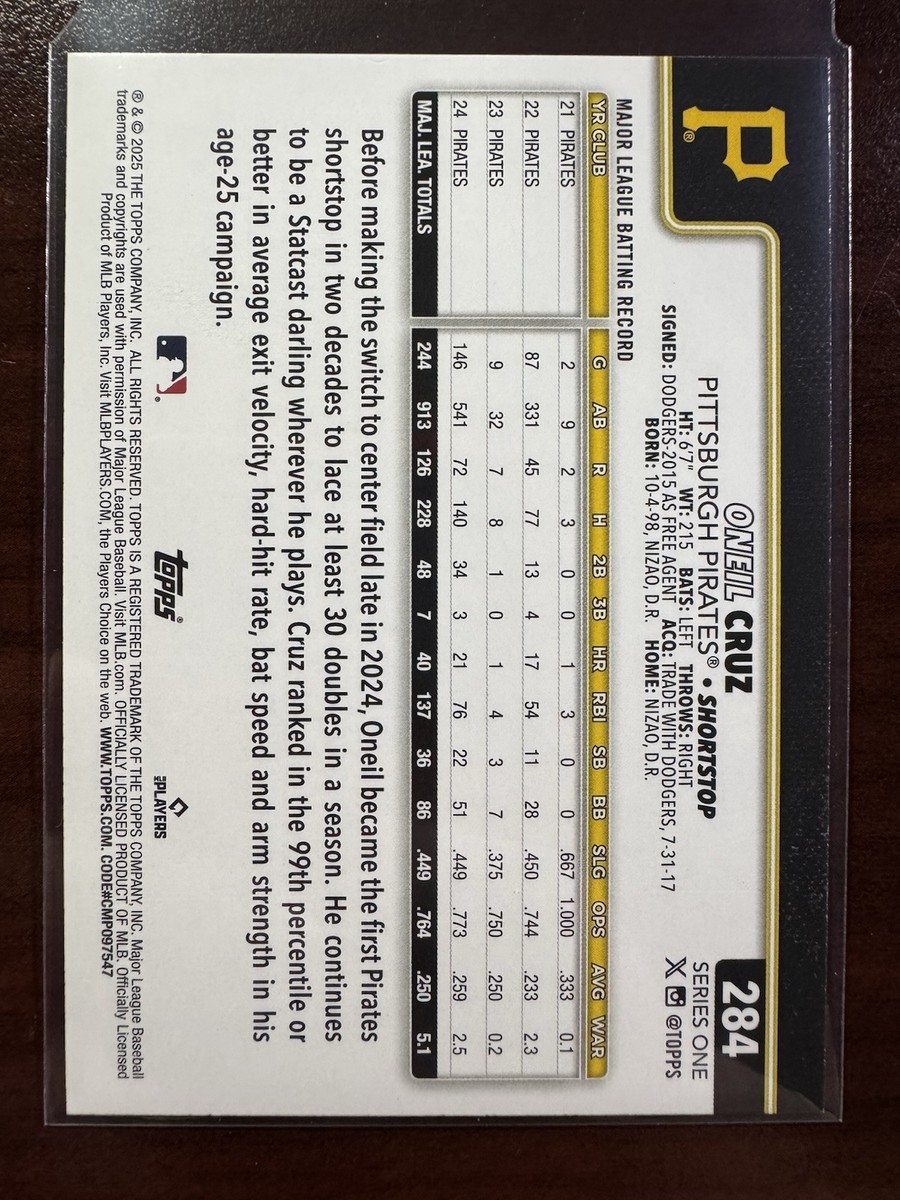 P®
284
SERIES ONE
X @TOPPS
ONEIL CRUZ
PITTSBURGH PIRATES® • SHORTSTOP
HT: 6'7" WT: 215 BATS: LEFT THROWS: RIGHT
SIGNED: DODGERS-2015 AS FREE AGENT ACQ: TRADE WITH DODGERS, 7-31-17
BORN: 10-4-98, NIZAO, D.R. HOME: NIZAO, D.R.
MAJOR LEAGUE BATTING RECORD
YR CLUB G AB R H 2B 3B HR RBI SB BB SLG OPS AVG WAR
21 PIRATES 2 9 2 3 0 0 1 3 0 0 .667 1.000 .333 0.1
22 PIRATES 87 331 45 77 13 4 17 54 11 28 .450 .744 .233 2.3
23 PIRATES 9 32 7 8 1 0 1 4 3 7 .375 .750 .250 0.2
24 PIRATES 146 541 72 140 34 3 21 76 22 51 .449 .773 .259 2.5
MAJ. LEA. TOTALS 244 913 126 228 48 7 40 137 36 86 .449 .764 .250 5.1
Before making the switch to center field late in 2024, Oneil became the first Pirates
shortstop in two decades to lace at least 30 doubles in a season. He continues
to be a Statcast darling wherever he plays. Cruz ranked in the 99th percentile or
better in average exit velocity, hard-hit rate, bat speed and arm strength in his
age-25 campaign.
topps®
MLB PLAYERS
® & © 2025 THE TOPPS COMPANY, INC. ALL RIGHTS RESERVED. TOPPS IS A REGISTERED TRADEMARK OF THE TOPPS COMPANY, INC. Major League Baseball
trademarks and copyrights are used with permission of Major League Baseball. Visit MLB.com. OFFICIALLY LICENSED PRODUCT OF MLB. Officially Licensed
Product of MLB Players, Inc. Visit MLBPLAYERS.COM, the Players Choice on the web. WWW.TOPPS.COM. CODE#CMP097547